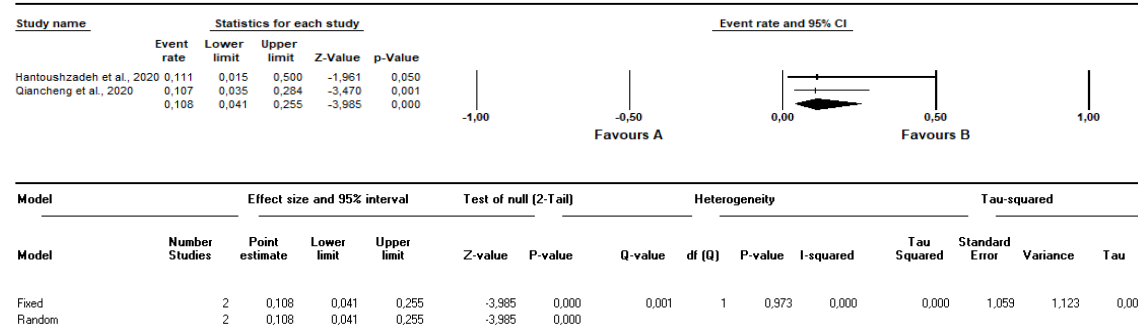 Study name Statistics for each study Event rate and 95% CI
Event Lower Upper
rate limit limit Z-Value p-Value
Hantoushzadeh et al., 2020 0,111 0,015 0,500 -1,961 0,050
Qiancheng et al., 2020 0,107 0,035 0,284 -3,470 0,001
0,108 0,041 0,255 -3,985 0,000
-1,00 -0,50 0,00 0,50 1,00
Favours A Favours B
Model Effect size and 95% interval Test of null (2-Tail) Heterogeneity Tau-squared
Number Point Lower Upper Tau Standard
Model Studies estimate limit limit Z-value P-value Q-value df (Q) P-value I-squared Squared Error Variance Tau
Fixed 2 0,108 0,041 0,255 -3,985 0,000 0,001 1 0,973 0,000 0,000 1,059 1,123 0,00
Random 2 0,108 0,041 0,255 -3,985 0,000